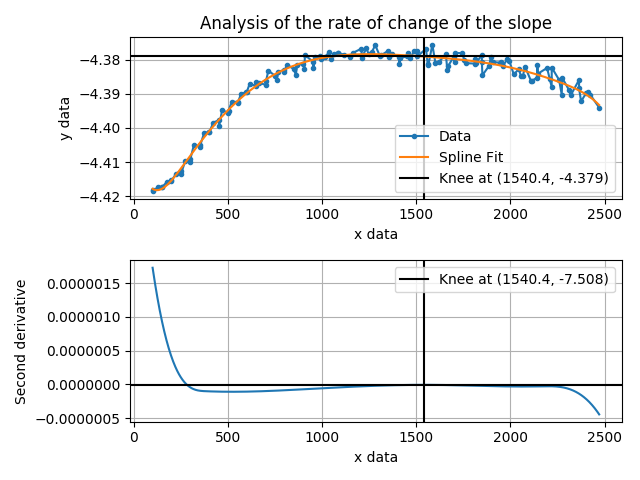 Analysis of the rate of change of the slope
−4.38
−4.39
−4.40
−4.41
−4.42
y data
Data
Spline Fit
Knee at (1540.4, -4.379)
0 500 1000 1500 2000 2500
x data
Knee at (1540.4, -7.508)
0.0000015
0.0000010
0.0000005
0.0000000
−0.0000005
Second derivative
0 500 1000 1500 2000 2500
x data